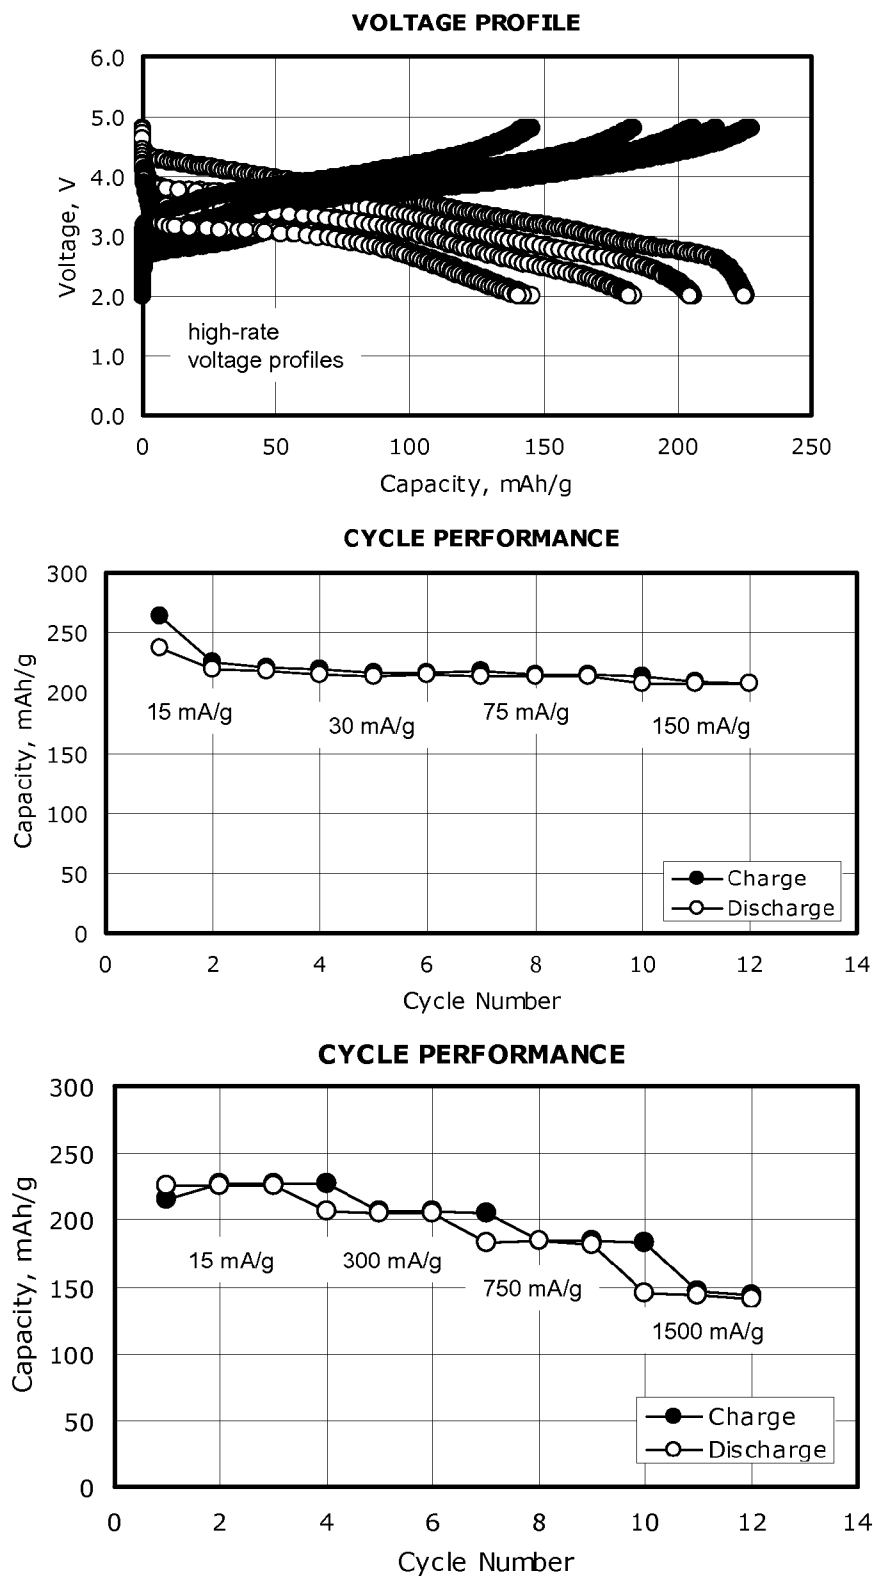 VOLTAGE PROFILE
6.0
5.0
4.0
3.0
2.0
1.0
0.0
Voltage, V
high-rate
voltage profiles
0 50 100 150 200 250
Capacity, mAh/g
CYCLE PERFORMANCE
300
250
200
150
100
50
0
Capacity, mAh/g
15 mA/g
30 mA/g
75 mA/g
150 mA/g
Charge
Discharge
0 2 4 6 8 10 12 14
Cycle Number
CYCLE PERFORMANCE
300
250
200
150
100
50
0
Capacity, mAh/g
15 mA/g
300 mA/g
750 mA/g
1500 mA/g
Charge
Discharge
0 2 4 6 8 10 12 14
Cycle Number